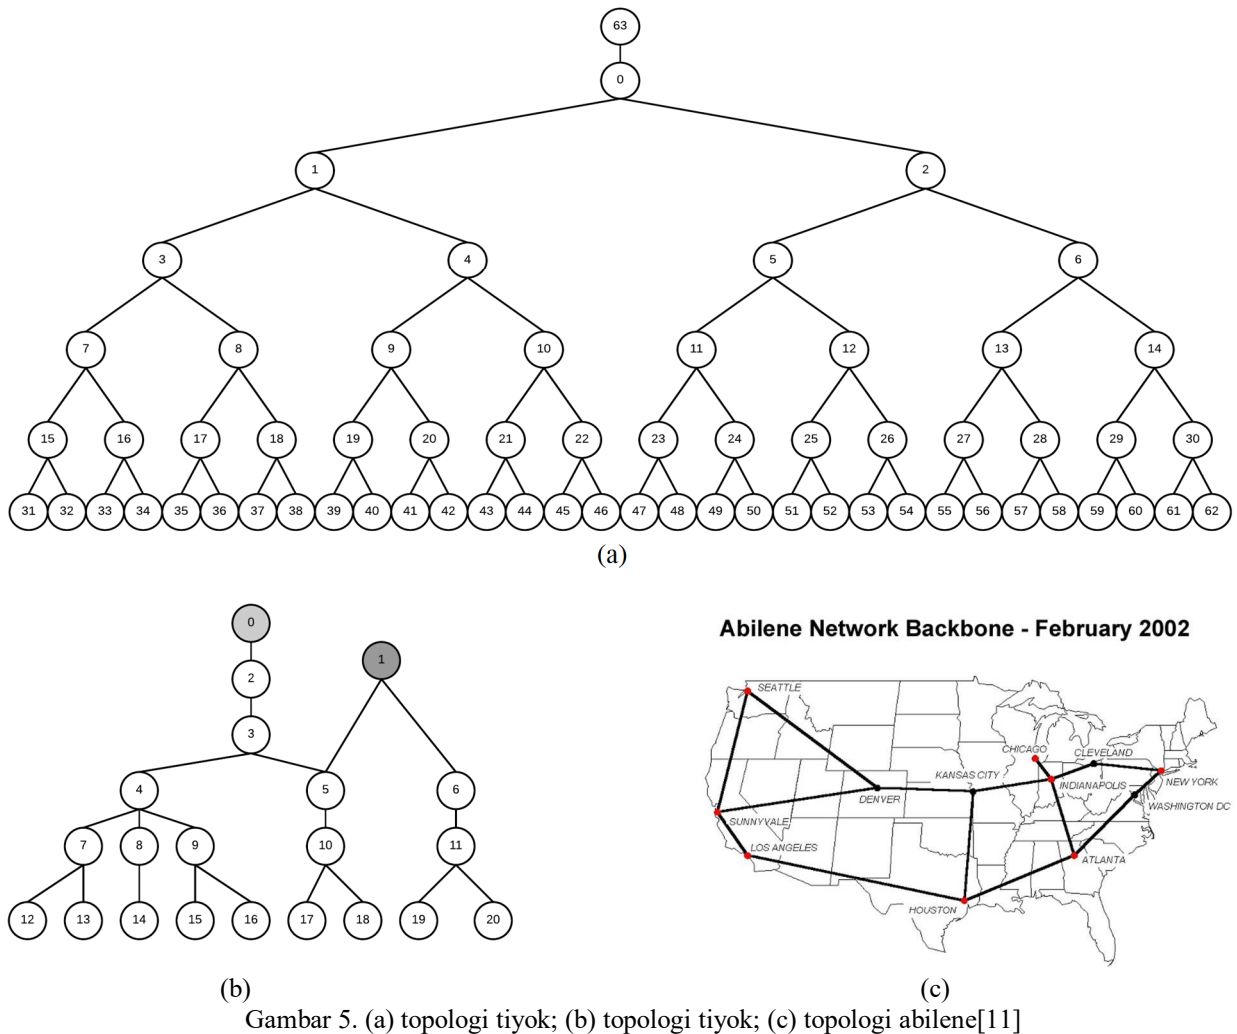 63
0
1 2
3 4 5 6
7 8 9 10 11 12 13 14
15 16 17 18 19 20 21 22 23 24 25 26 27 28 29 30
31 32 33 34 35 36 37 38 39 40 41 42 43 44 45 46 47 48 49 50 51 52 53 54 55 56 57 58 59 60 61 62
(a)
0
1
2
3
4 5 6
7 8 9 10 11
12 13 14 15 16 17 18 19 20
(b)
Abilene Network Backbone - February 2002
SEATTLE
CHICAGO
CLEVELAND
KANSAS CITY
INDIANAPOLIS
NEW YORK
DENVER
WASHINGTON DC
SUNNYVALE
LOS ANGELES
ATLANTA
HOUSTON
(c)
Gambar 5. (a) topologi tiyok; (b) topologi tiyok; (c) topologi abilene[11]